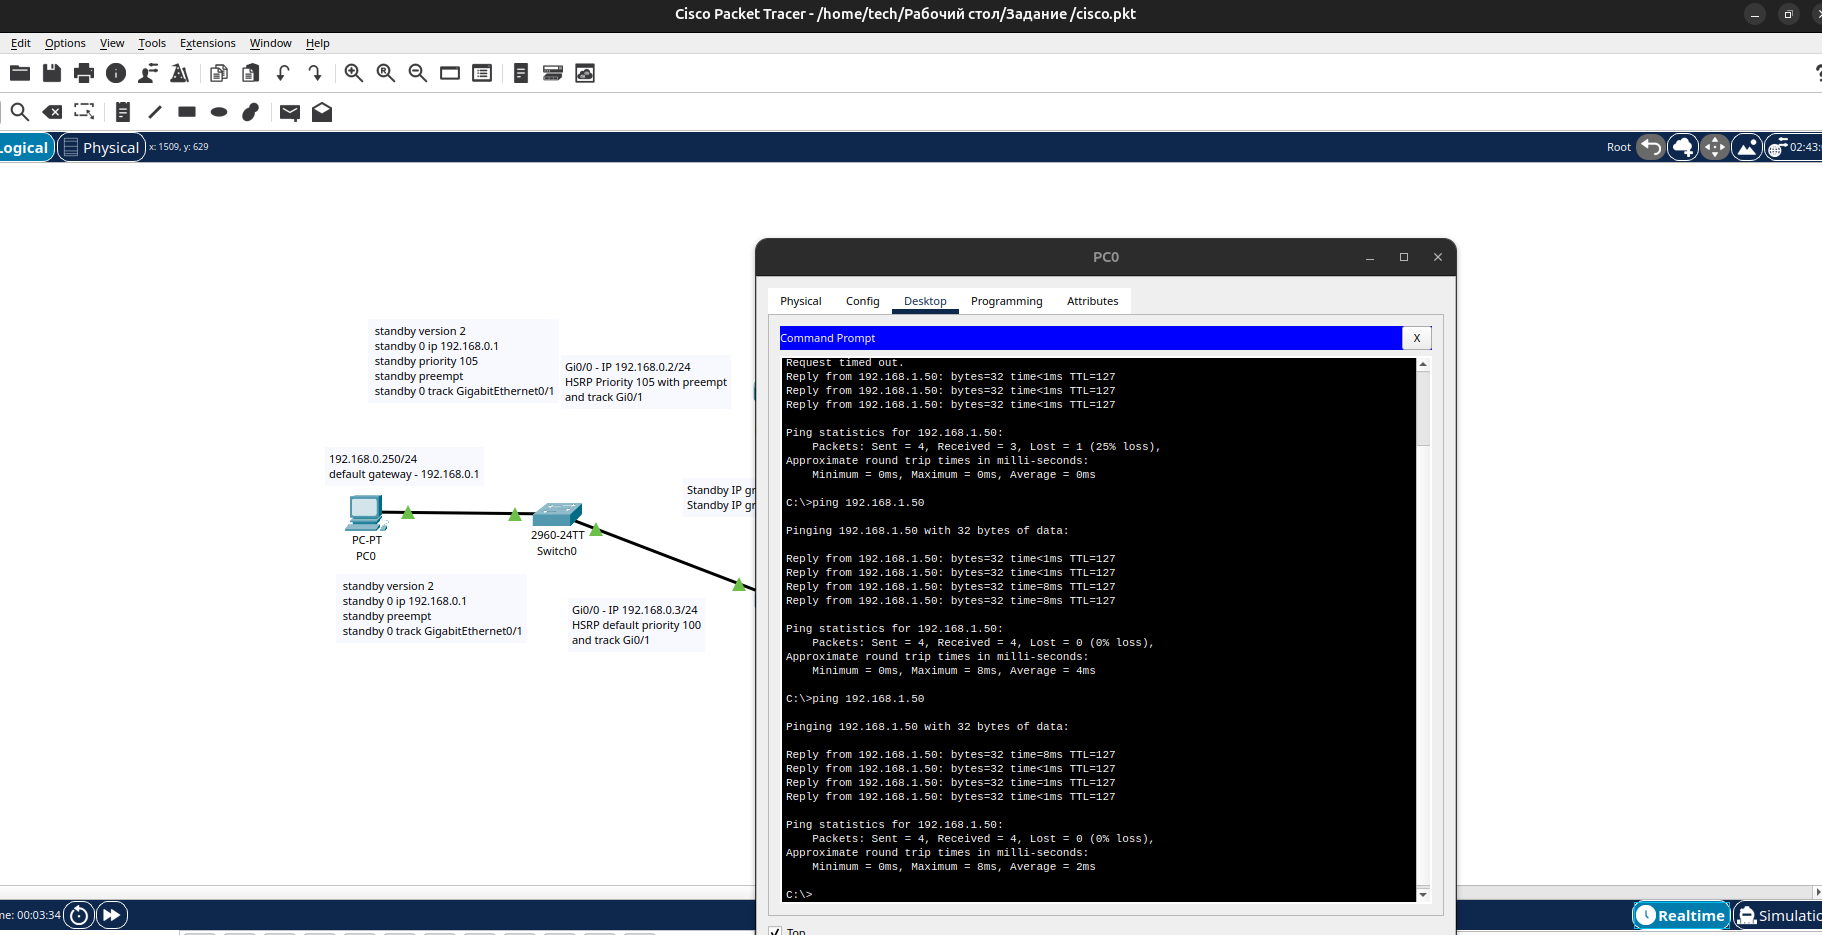 Cisco Packet Tracer - /home/tech/Рабочий стол/Задание /cisco.pkt
Edit Options View Tools Extensions Window Help
Logical Physical x: 1509, y: 629 Root 02:43:
standby version 2
standby 0 ip 192.168.0.1
standby priority 105
standby preempt
standby 0 track GigabitEthernet0/1
Gi0/0 - IP 192.168.0.2/24
HSRP Priority 105 with preempt
and track Gi0/1
192.168.0.250/24
default gateway - 192.168.0.1
Standby IP gr
Standby IP gr
PC-PT
PC0
2960-24TT
Switch0
standby version 2
standby 0 ip 192.168.0.1
standby preempt
standby 0 track GigabitEthernet0/1
Gi0/0 - IP 192.168.0.3/24
HSRP default priority 100
and track Gi0/1
PC0
Physical Config Desktop Programming Attributes
Command Prompt X
Request timed out.
Reply from 192.168.1.50: bytes=32 time<1ms TTL=127
Reply from 192.168.1.50: bytes=32 time<1ms TTL=127
Reply from 192.168.1.50: bytes=32 time<1ms TTL=127
Ping statistics for 192.168.1.50:
Packets: Sent = 4, Received = 3, Lost = 1 (25% loss),
Approximate round trip times in milli-seconds:
Minimum = 0ms, Maximum = 0ms, Average = 0ms
C:\>ping 192.168.1.50
Pinging 192.168.1.50 with 32 bytes of data:
Reply from 192.168.1.50: bytes=32 time<1ms TTL=127
Reply from 192.168.1.50: bytes=32 time<1ms TTL=127
Reply from 192.168.1.50: bytes=32 time=8ms TTL=127
Reply from 192.168.1.50: bytes=32 time=8ms TTL=127
Ping statistics for 192.168.1.50:
Packets: Sent = 4, Received = 4, Lost = 0 (0% loss),
Approximate round trip times in milli-seconds:
Minimum = 0ms, Maximum = 8ms, Average = 4ms
C:\>ping 192.168.1.50
Pinging 192.168.1.50 with 32 bytes of data:
Reply from 192.168.1.50: bytes=32 time=8ms TTL=127
Reply from 192.168.1.50: bytes=32 time<1ms TTL=127
Reply from 192.168.1.50: bytes=32 time=1ms TTL=127
Reply from 192.168.1.50: bytes=32 time<1ms TTL=127
Ping statistics for 192.168.1.50:
Packets: Sent = 4, Received = 4, Lost = 0 (0% loss),
Approximate round trip times in milli-seconds:
Minimum = 0ms, Maximum = 8ms, Average = 2ms
C:\>
Top
me: 00:03:34 Realtime Simulatio